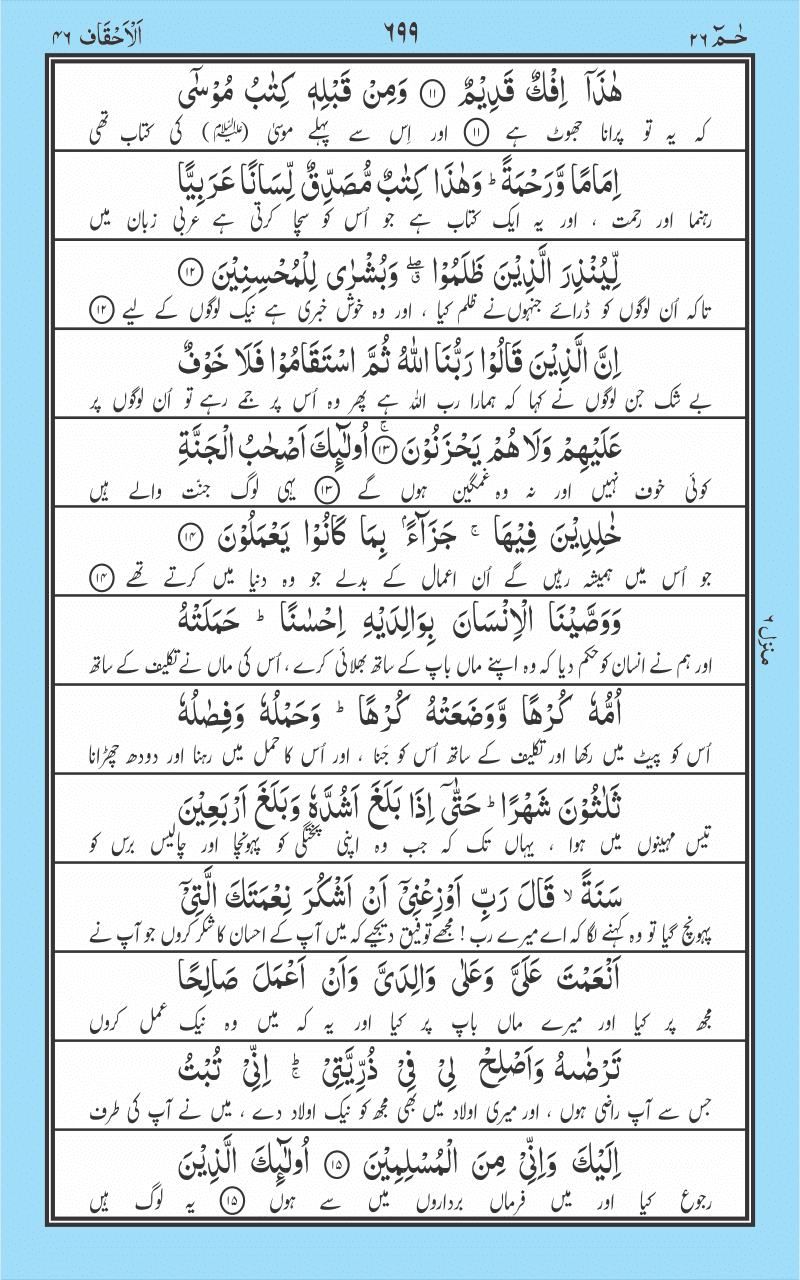 حٰـمٓ ۲۶ ۶۹۹ اَلْاَحْقَاف ۴۶
هٰذَاۤ اِفْكٌ قَدِيْمٌ ﴿۱۱﴾ وَمِنْ قَبْلِهٖ كِتٰبُ مُوْسٰۤى
کہ یہ تو پرانا جھوٹ ہے ﴿۱۱﴾ اور اِس سے پہلے موسٰی (علیہ السلام) کی کتاب تھی
اِمَامًا وَّرَحْمَةً ؕ وَهٰذَا كِتٰبٌ مُّصَدِّقٌ لِّسَانًا عَرَبِيًّا
رہنما اور رحمت ، اور یہ ایک کتاب ہے جو اُس کو سچا کرتی ہے عربی زبان میں
لِّيُنْذِرَ الَّذِيْنَ ظَلَمُوْا ۖۗ وَبُشْرٰى لِلْمُحْسِنِيْنَ ﴿۱۲﴾
تاکہ اُن لوگوں کو ڈرائے جنہوں نے ظلم کیا ، اور وہ خوش خبری ہے نیک لوگوں کے لیے ﴿۱۲﴾
اِنَّ الَّذِيْنَ قَالُوْا رَبُّنَا اللّٰهُ ثُمَّ اسْتَقَامُوْا فَلَا خَوْفٌ
بے شک جن لوگوں نے کہا کہ ہمارا رب اللہ ہے پھر وہ اُس پر جمے رہے تو اُن لوگوں پر
عَلَيْهِمْ وَلَا هُمْ يَحْزَنُوْنَ ﴿۱۳﴾ۚ اُولٰٓئِكَ اَصْحٰبُ الْجَنَّةِ
کوئی خوف نہیں اور نہ وہ غمگین ہوں گے ﴿۱۳﴾ یہی لوگ جنت والے ہیں
خٰلِدِيْنَ فِيْهَا ۚ جَزَآءًۢ بِمَا كَانُوْا يَعْمَلُوْنَ ﴿۱۴﴾
جو اُس میں ہمیشہ رہیں گے اُن اعمال کے بدلے جو وہ دنیا میں کرتے تھے ﴿۱۴﴾
وَوَصَّيْنَا الْاِنْسَانَ بِوَالِدَيْهِ اِحْسٰنًا ؕ حَمَلَتْهُ
اور ہم نے انسان کو حکم دیا کہ وہ اپنے ماں باپ کے ساتھ بھلائی کرے ، اُس کی ماں نے تکلیف کے ساتھ
اُمُّهٗ كُرْهًا وَّوَضَعَتْهُ كُرْهًا ؕ وَحَمْلُهٗ وَفِصٰلُهٗ
اُس کو پیٹ میں رکھا اور تکلیف کے ساتھ اُس کو جَنا ، اور اُس کا حمل میں رہنا اور دودھ چھڑانا
ثَلٰثُوْنَ شَهْرًا ؕ حَتّٰۤى اِذَا بَلَغَ اَشُدَّهٗ وَبَلَغَ اَرْبَعِيْنَ
تیس مہینوں میں ہوا ، یہاں تک کہ جب وہ اپنی پختگی کو پہونچا اور چالیس برس کو
سَنَةً ۙ قَالَ رَبِّ اَوْزِعْنِيْۤ اَنْ اَشْكُرَ نِعْمَتَكَ الَّتِيْۤ
پہونچ گیا تو وہ کہنے لگا کہ اے میرے رب ! مجھے توفیق دیجیے کہ میں آپ کے احسان کا شکر کروں جو آپ نے
اَنْعَمْتَ عَلَيَّ وَعَلٰى وَالِدَيَّ وَاَنْ اَعْمَلَ صَالِحًا
مجھ پر کیا اور میرے ماں باپ پر کیا اور یہ کہ میں وہ نیک عمل کروں
تَرْضٰىهُ وَاَصْلِحْ لِيْ فِيْ ذُرِّيَّتِيْ ؕۚ اِنِّيْ تُبْتُ
جس سے آپ راضی ہوں ، اور میری اولاد میں بھی مجھ کو نیک اولاد دے ، میں نے آپ کی طرف
اِلَيْكَ وَاِنِّيْ مِنَ الْمُسْلِمِيْنَ ﴿۱۵﴾ اُولٰٓئِكَ الَّذِيْنَ
رجوع کیا اور میں فرماں برداروں میں سے ہوں ﴿۱۵﴾ یہ لوگ ہیں
منزل ۶